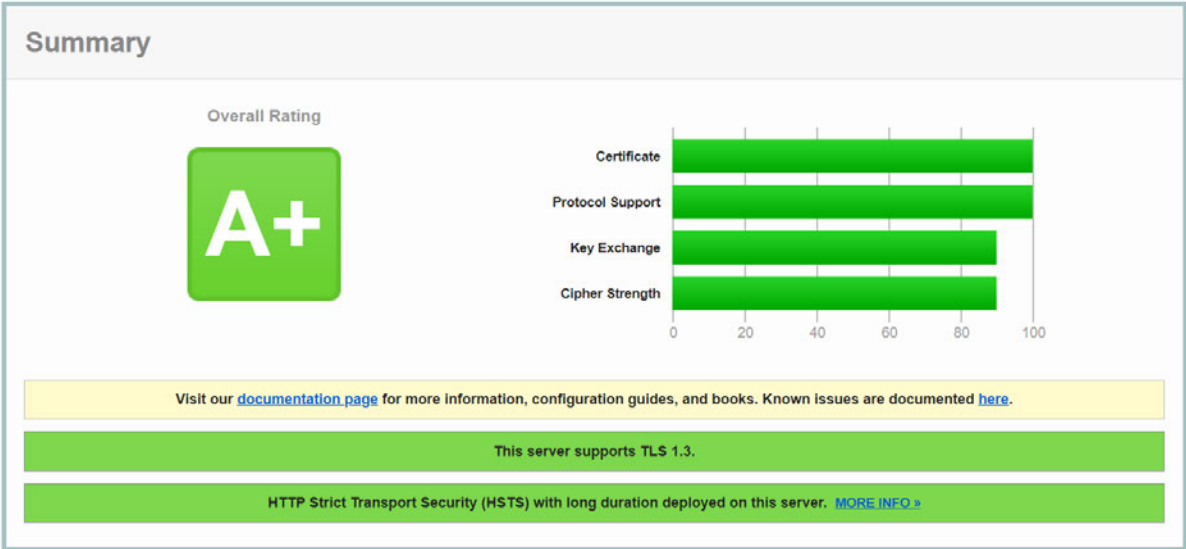 Summary
Overall Rating
A+
Certificate
Protocol Support
Key Exchange
Cipher Strength
0 20 40 60 80 100
Visit our documentation page for more information, configuration guides, and books. Known issues are documented here.
This server supports TLS 1.3.
HTTP Strict Transport Security (HSTS) with long duration deployed on this server. MORE INFO »